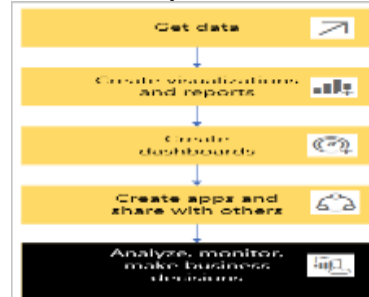 Get data
Create visualizations
and reports
Create
dashboards
Create apps and
share with others
Analyze, monitor,
make business
decisions